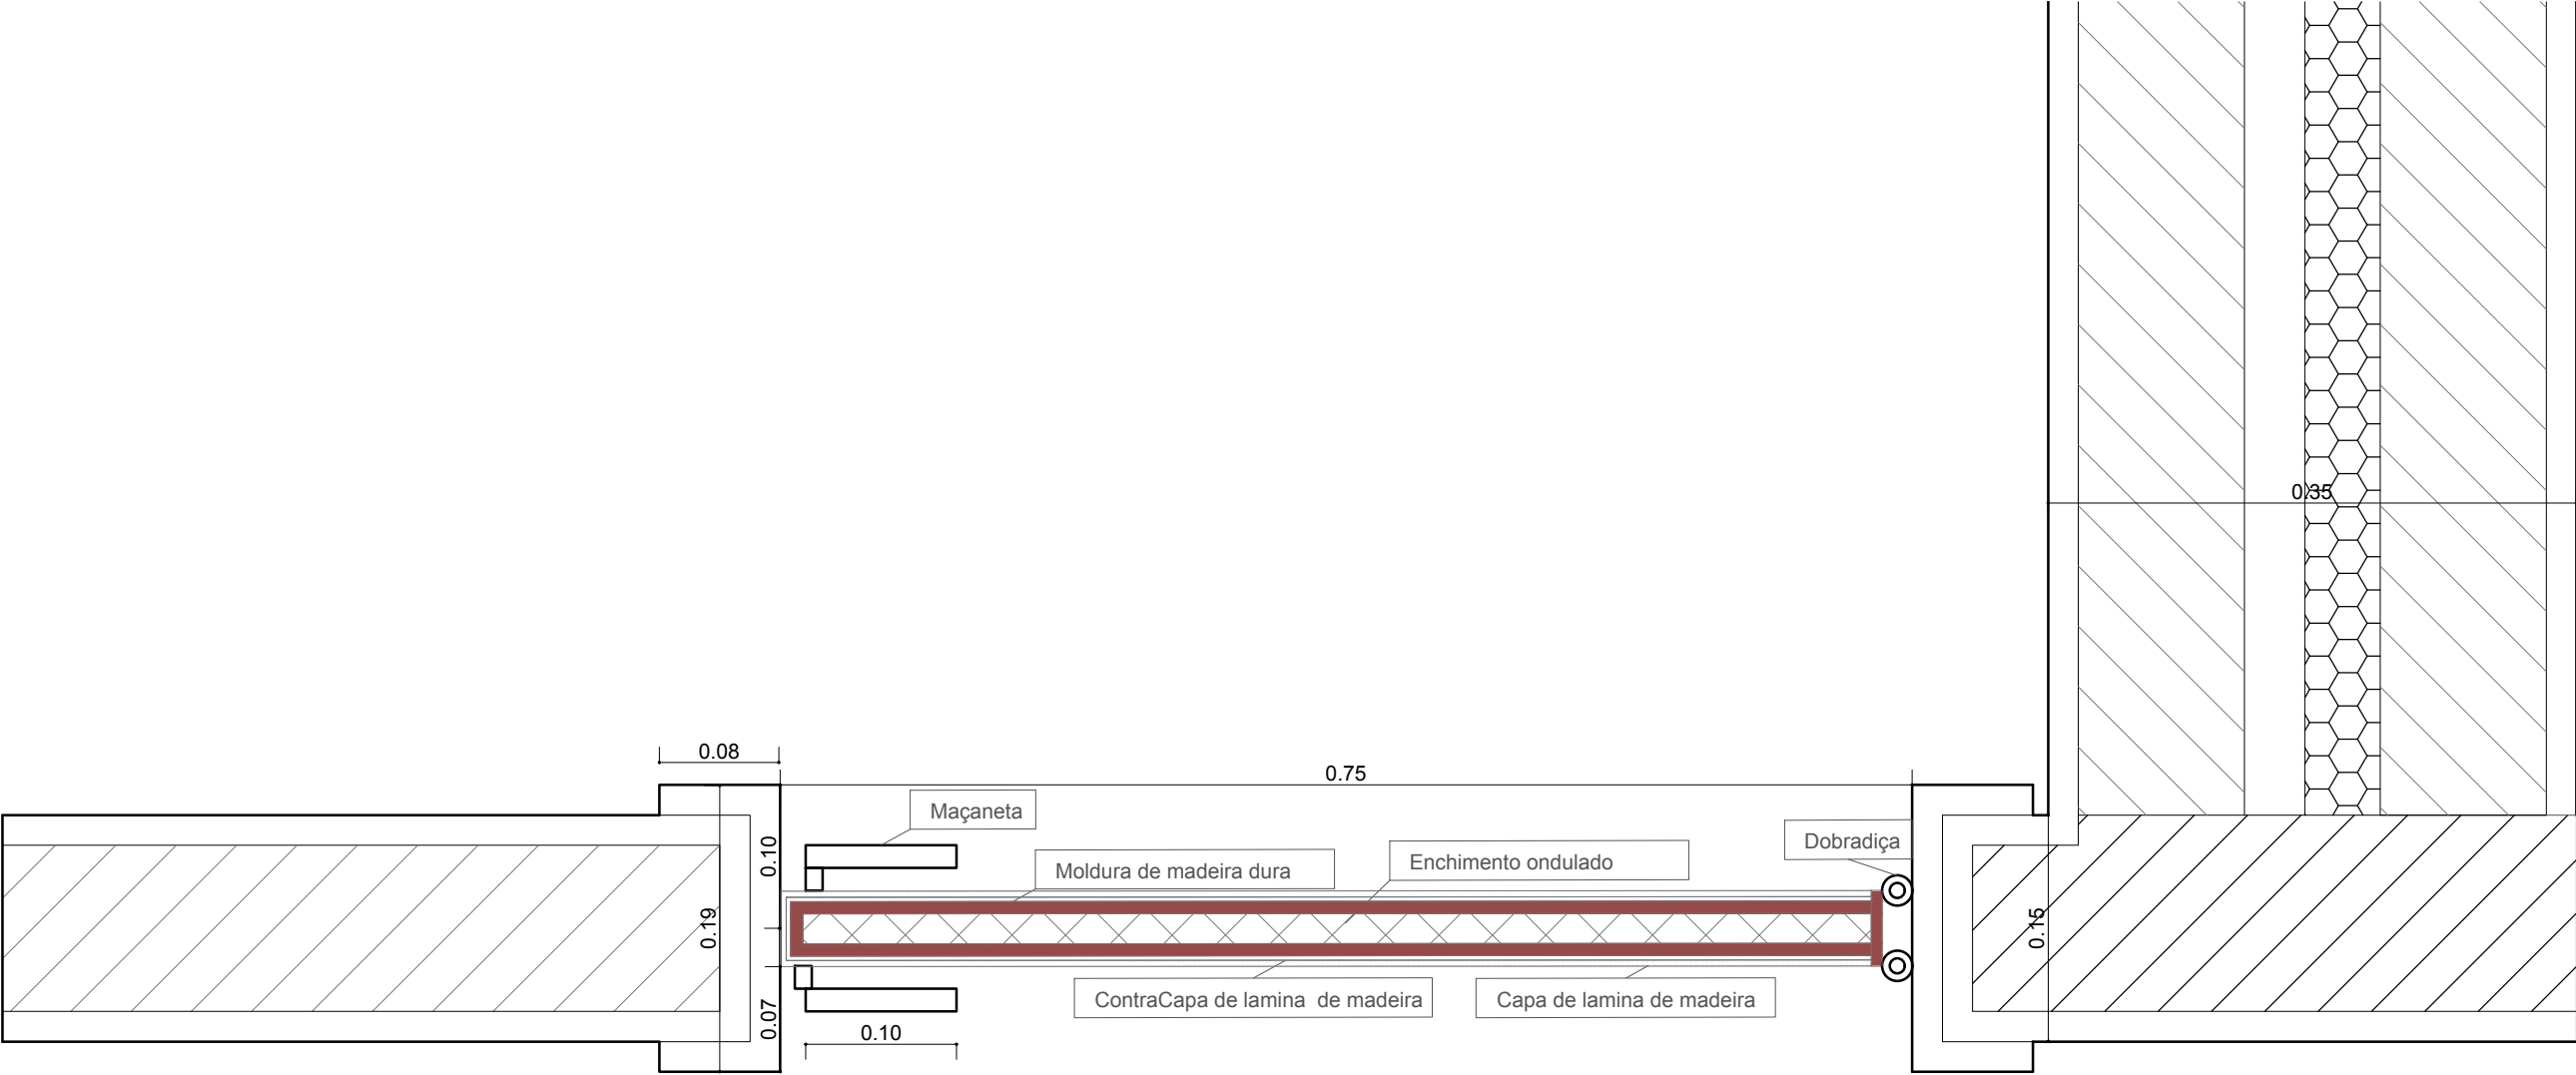 0.35
0.08
0.75
Maçaneta
Dobradiça
0.10
Moldura de madeira dura
Enchimento ondulado
0.19
0.15
ContraCapa de lamina  de madeira
Capa de lamina de madeira
0.07
0.10